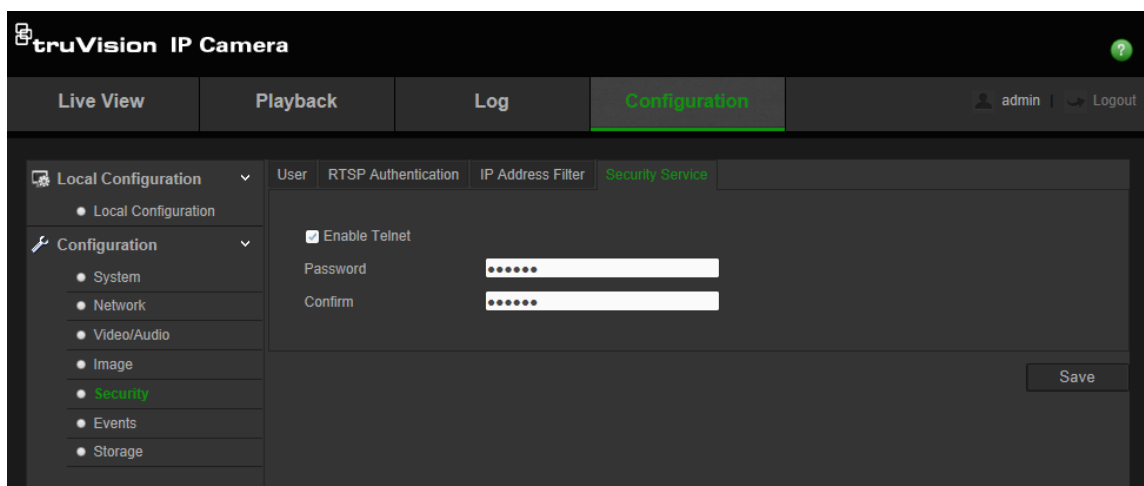 truVision IP Camera
?
Live View Playback Log Configuration admin | Logout
Local Configuration
Local Configuration
Configuration
System
Network
Video/Audio
Image
Security
Events
Storage
User RTSP Authentication IP Address Filter Security Service
Enable Telnet
Password ●●●●●●
Confirm ●●●●●●
Save